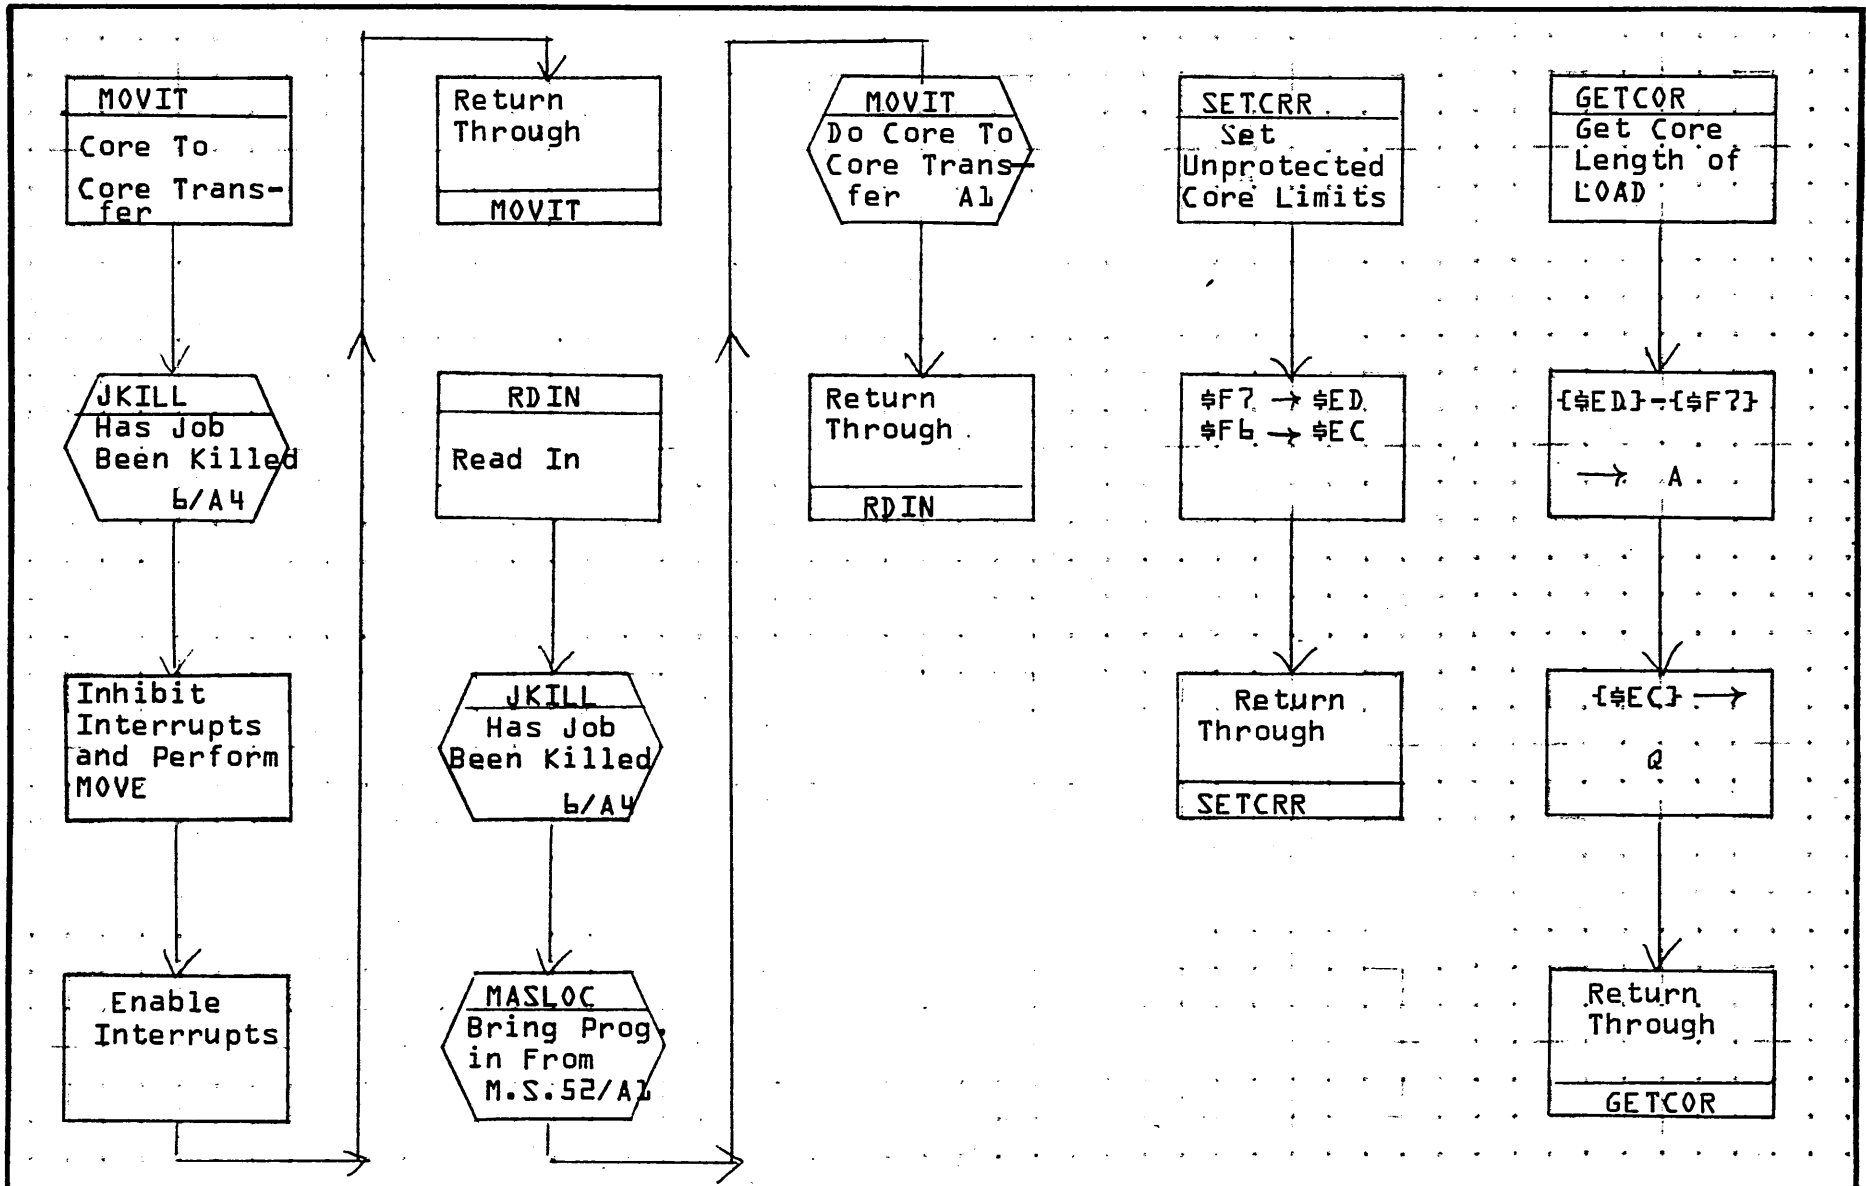 MOVIT
Core To
Core Trans-
fer
JKILL
Has Job
Been Killed
6/A4
Inhibit
Interrupts
and Perform
MOVE
Enable
Interrupts
Return
Through
MOVIT
RDIN
Read In
JKILL
Has Job
Been Killed
6/A4
MASLOC
Bring Prog.
in From
M.S.52/A1
MOVIT
Do Core To
Core Trans-
fer A1
Return
Through
RDIN
SETCRR
Set
Unprotected
Core Limits
$F7 → $ED
$F6 → $EC
Return
Through
SETCRR
GETCOR
Get Core
Length of
LOAD
{$ED}-{$F7}
→ A
{$EC} →
Q
Return
Through
GETCOR